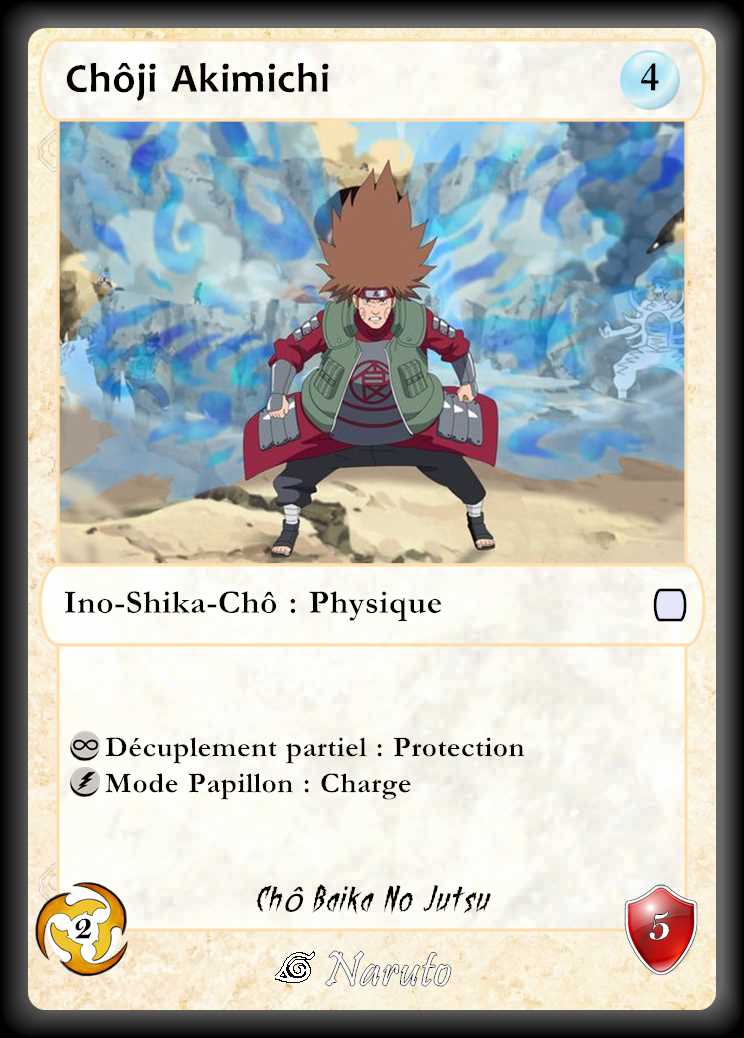 Chôji Akimichi
4
Ino-Shika-Chô : Physique
Décuplement partiel : Protection
Mode Papillon : Charge
Chô Baika No Jutsu
2
5
Naruto